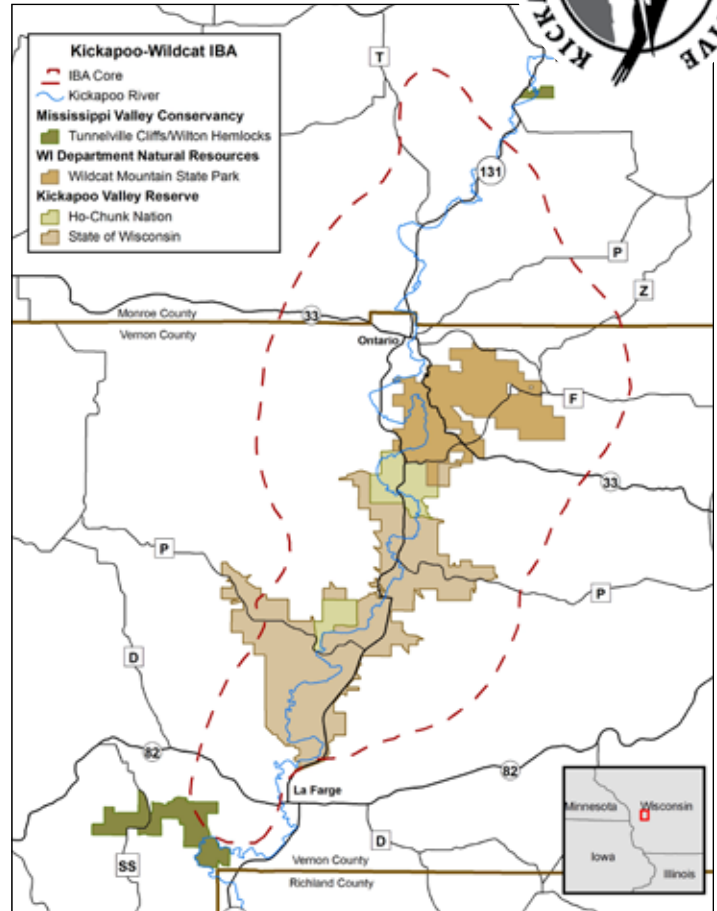 KICKA
IVE
Kickapoo-Wildcat IBA
IBA Core
Kickapoo River
Mississippi Valley Conservancy
Tunnelville Cliffs/Wilton Hemlocks
WI Department Natural Resources
Wildcat Mountain State Park
Kickapoo Valley Reserve
Ho-Chunk Nation
State of Wisconsin
T
131
P
Z
Monroe County
33
Vernon County
Ontario
F
33
P
P
D
82
82
La Farge
D
SS
Vernon County
Richland County
Minnesota
Wisconsin
Iowa
Illinois